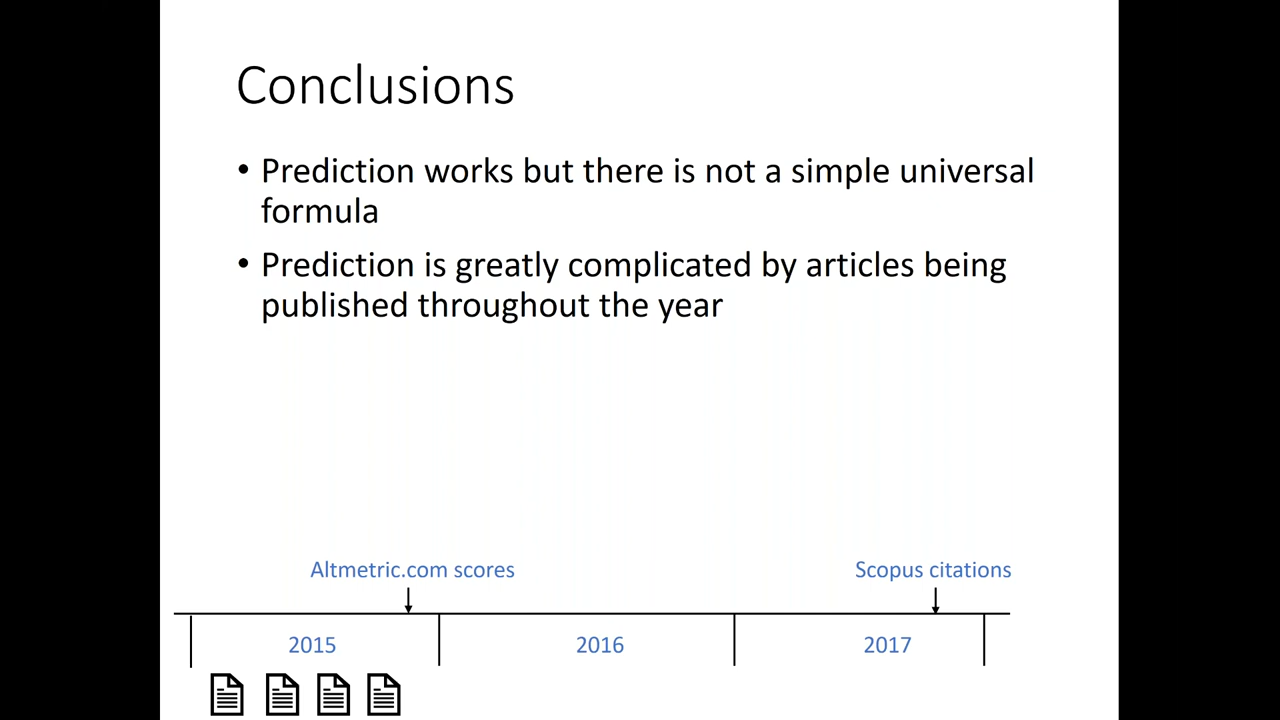 Conclusions
• Prediction works but there is not a simple universal
formula
• Prediction is greatly complicated by articles being
published throughout the year
Altmetric.com scores
Scopus citations
2015
2016
2017